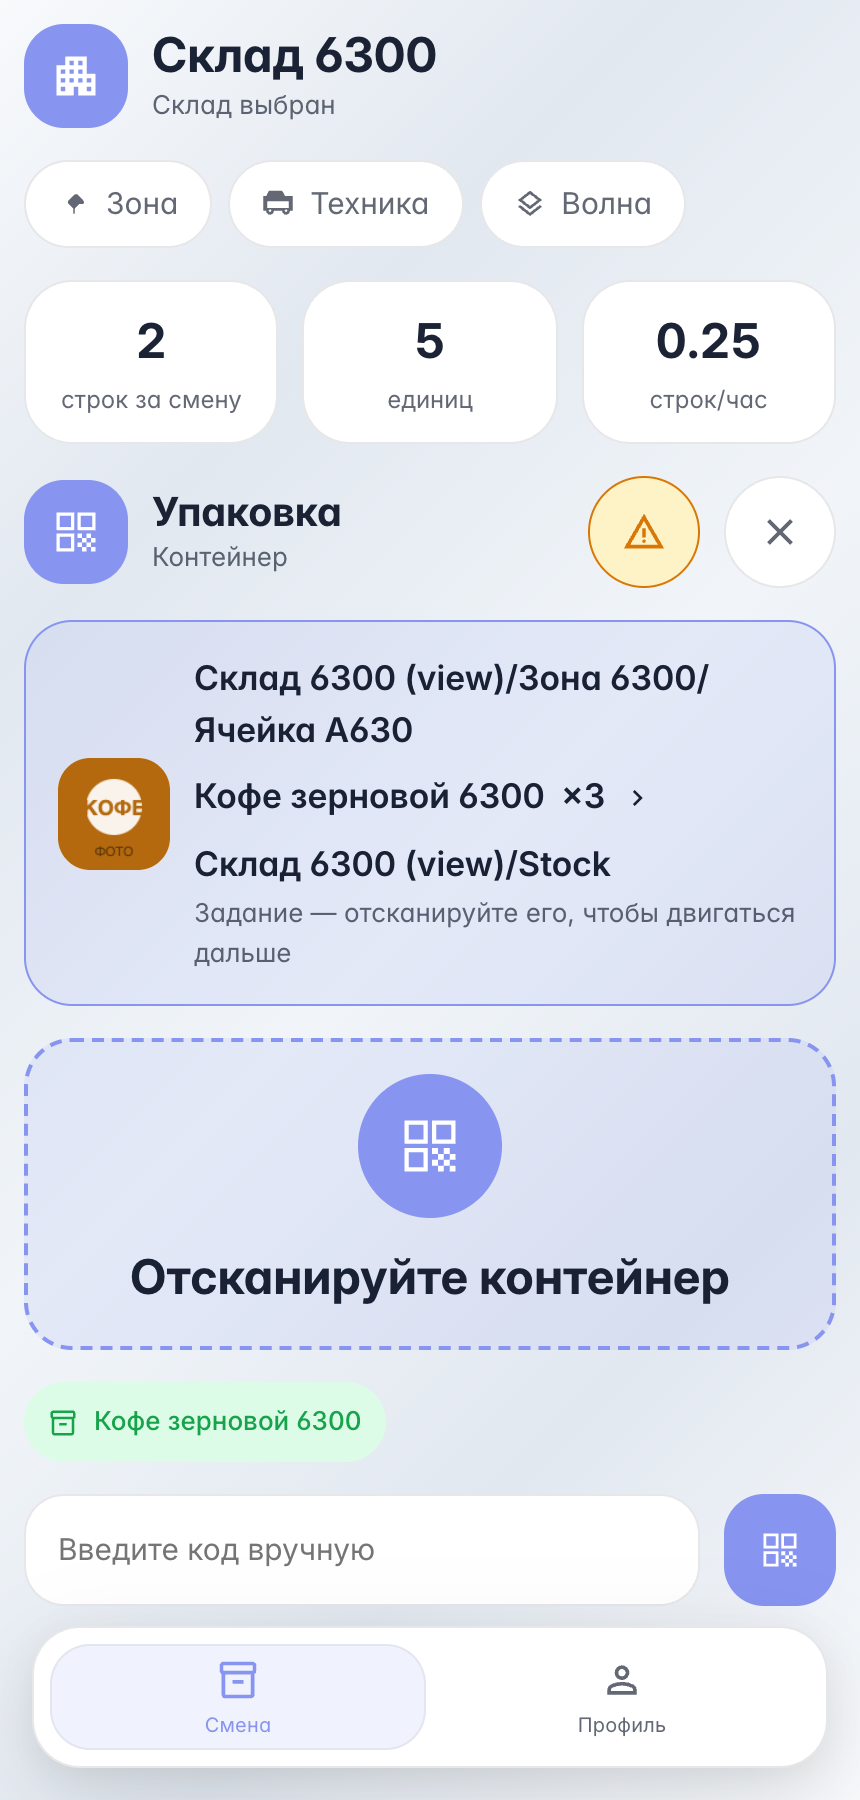 Склад 6300
Склад выбран
Зона
Техника
Волна
2
строк за смену
5
единиц
0.25
строк/час
Упаковка
Контейнер
Склад 6300 (view)/Зона 6300/
Ячейка A630
КОФЕ
ФОТО
Кофе зерновой 6300 ×3
Склад 6300 (view)/Stock
Задание — отсканируйте его, чтобы двигаться
дальше
Отсканируйте контейнер
Кофе зерновой 6300
Введите код вручную
Смена
Профиль